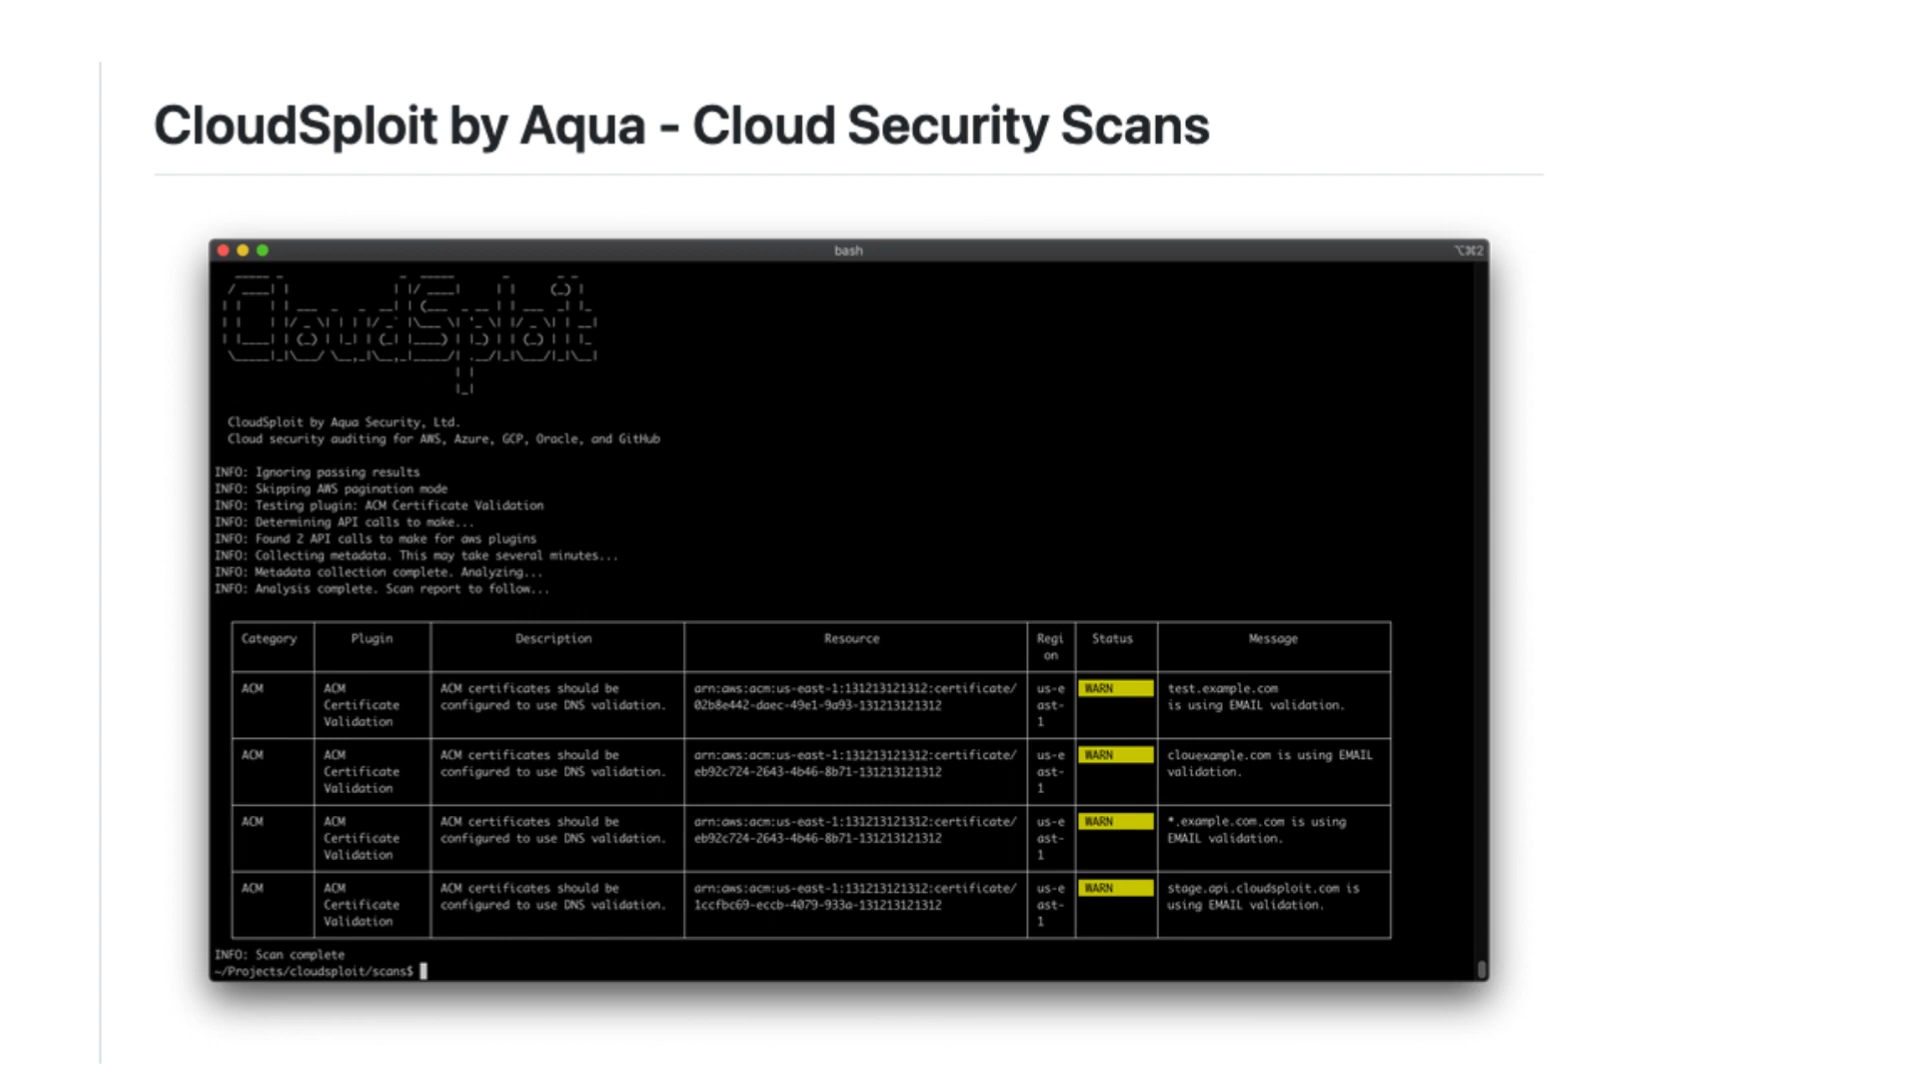 CloudSploit by Aqua - Cloud Security Scans
bash
⌥⌘2
CloudSploit
CloudSploit by Aqua Security, Ltd.
Cloud security auditing for AWS, Azure, GCP, Oracle, and GitHub
INFO: Ignoring passing results
INFO: Skipping AWS pagination mode
INFO: Testing plugin: ACM Certificate Validation
INFO: Determining API calls to make...
INFO: Found 2 API calls to make for aws plugins
INFO: Collecting metadata. This may take several minutes...
INFO: Metadata collection complete. Analyzing...
INFO: Analysis complete. Scan report to follow...
Category Plugin Description Resource Regi Status Message
on
ACM ACM ACM certificates should be arn:aws:acm:us-east-1:131213121312:certificate/ us-e WARN test.example.com
Certificate configured to use DNS validation. 02b8e442-daec-49e1-9a93-131213121312 ast- is using EMAIL validation.
Validation 1
ACM ACM ACM certificates should be arn:aws:acm:us-east-1:131213121312:certificate/ us-e WARN clouexample.com is using EMAIL
Certificate configured to use DNS validation. eb92c724-2643-4b46-8b71-131213121312 ast- validation.
Validation 1
ACM ACM ACM certificates should be arn:aws:acm:us-east-1:131213121312:certificate/ us-e WARN *.example.com.com is using
Certificate configured to use DNS validation. eb92c724-2643-4b46-8b71-131213121312 ast- EMAIL validation.
Validation 1
ACM ACM ACM certificates should be arn:aws:acm:us-east-1:131213121312:certificate/ us-e WARN stage.api.cloudsploit.com is
Certificate configured to use DNS validation. 1ccfbc69-eccb-4079-933a-131213121312 ast- using EMAIL validation.
Validation 1
INFO: Scan complete
~/Projects/cloudsploit/scans$